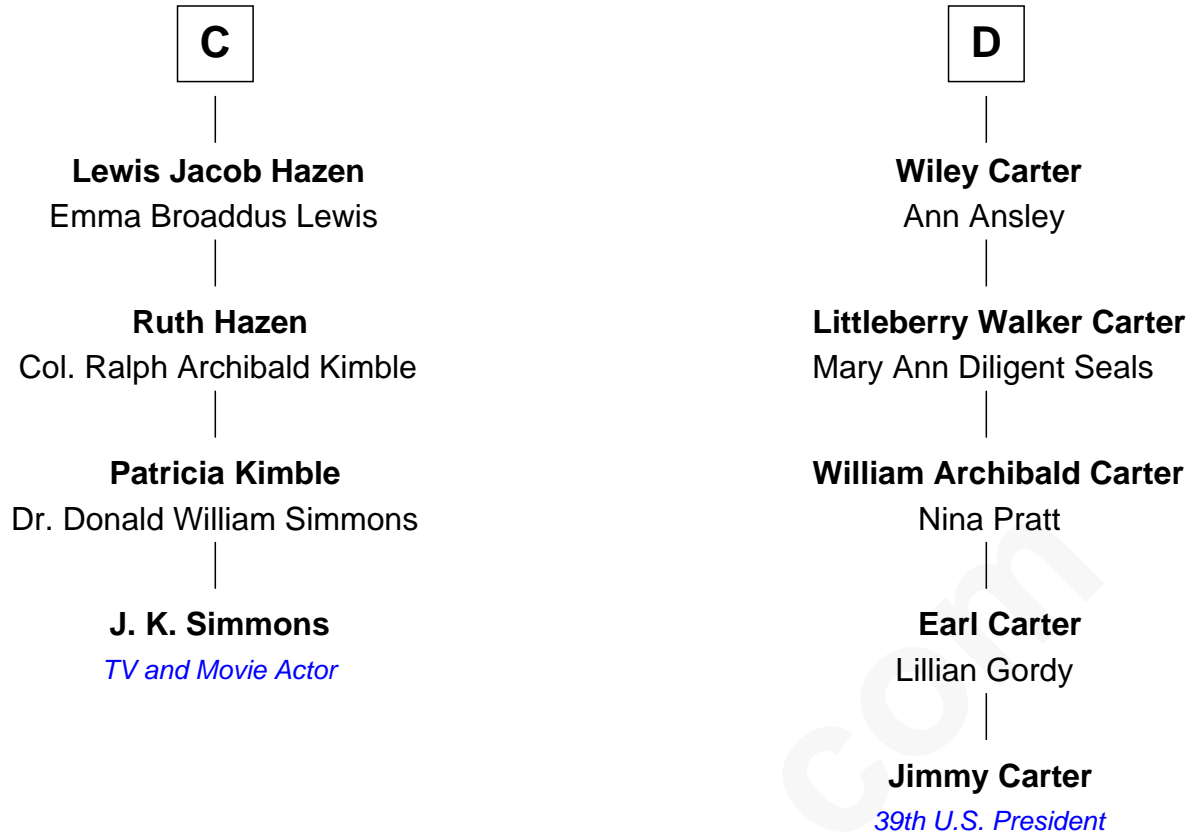 C
Lewis Jacob Hazen
Emma Broaddus Lewis
Ruth Hazen
Col. Ralph Archibald Kimble
Patricia Kimble
Dr. Donald William Simmons
J. K. Simmons
TV and Movie Actor
D
Wiley Carter
Ann Ansley
Littleberry Walker Carter
Mary Ann Diligent Seals
William Archibald Carter
Nina Pratt
Earl Carter
Lillian Gordy
Jimmy Carter
39th U.S. President
com